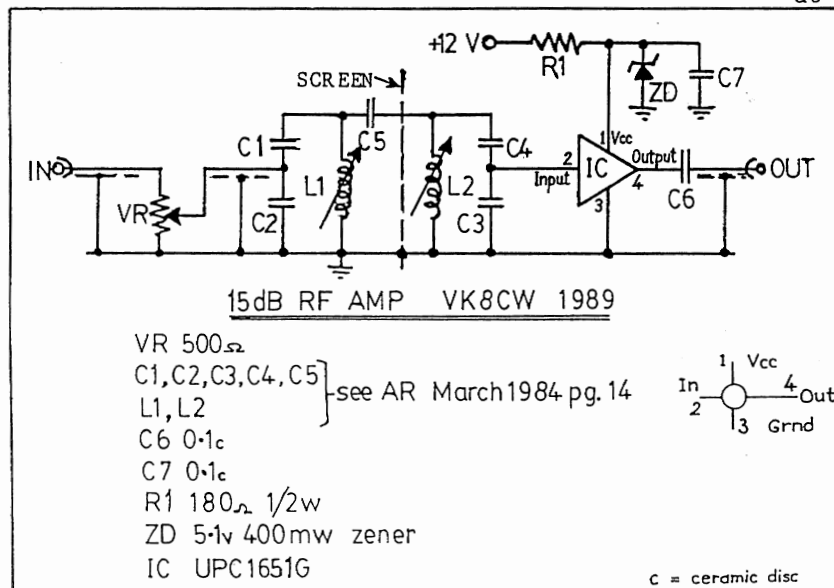 +12 V
R1
ZD
C7
SCREEN
C1
C5
C4
1 Vcc
IN
VR
C2
L1
L2
C3
2
Input
IC
Output
4
3
C6
OUT
15dB RF AMP VK8CW 1989
VR 500Ω
C1, C2, C3, C4, C5
L1, L2
see AR March 1984 pg. 14
C6 0·1c
C7 0·1c
R1 180Ω 1/2w
ZD 5·1v 400mw zener
IC UPC1651G
1 Vcc
In
2
4
Out
3 Grnd
c = ceramic disc